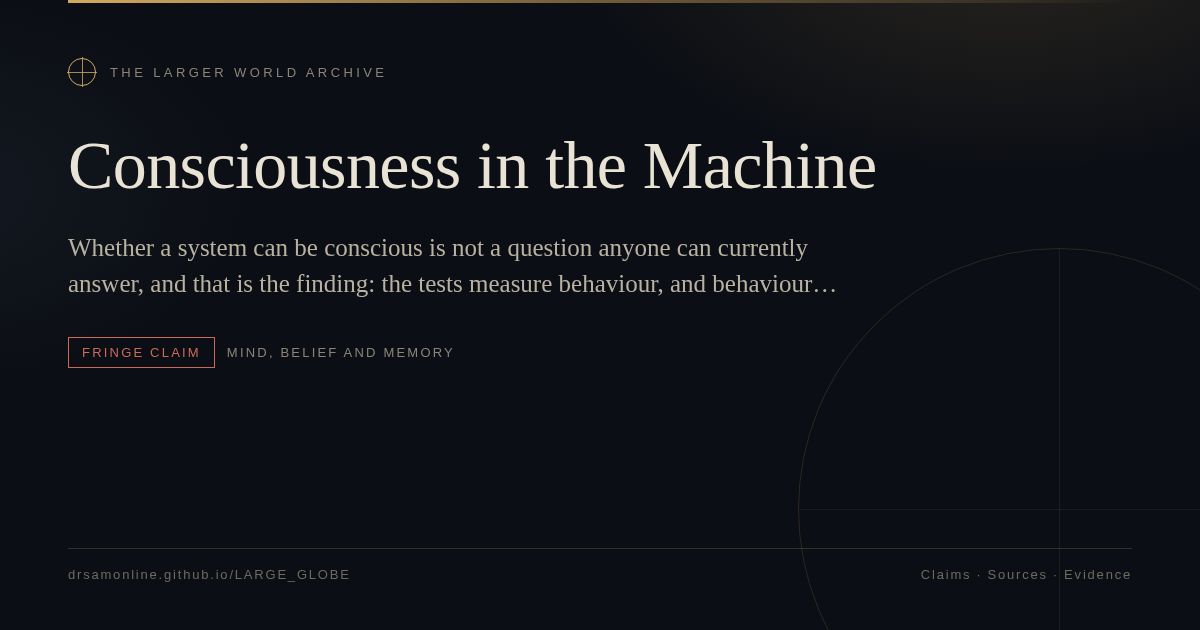 THE LARGER WORLD ARCHIVE
Consciousness in the Machine
Whether a system can be conscious is not a question anyone can currently
answer, and that is the finding: the tests measure behaviour, and behaviour…
FRINGE CLAIM MIND, BELIEF AND MEMORY
drsamonline.github.io/LARGE_GLOBE Claims · Sources · Evidence